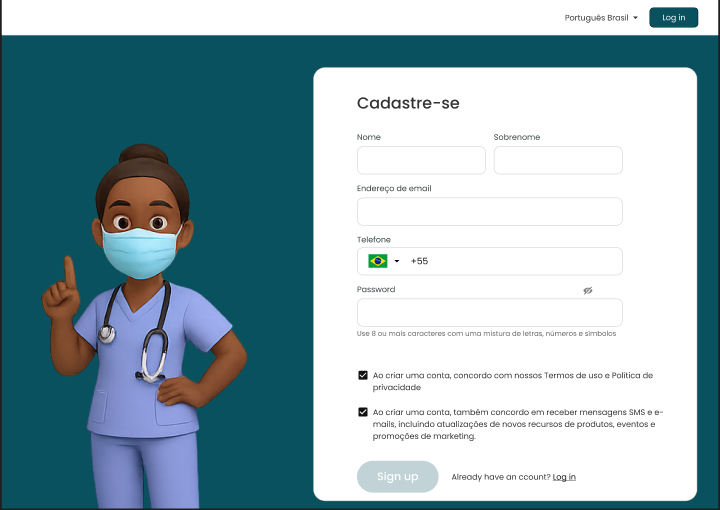 Português Brasil
Log in
Cadastre-se
Nome
Sobrenome
Endereço de email
Telefone
+55
Password
Use 8 ou mais caracteres com uma mistura de letras, números e símbolos
Ao criar uma conta, concordo com nossos Termos de uso e Política de
privacidade
Ao criar uma conta, também concordo em receber mensagens SMS e e-
mails, incluindo atualizações de novos recursos de produtos, eventos e
promoções de marketing.
Sign up
Already have an ccount? Log in